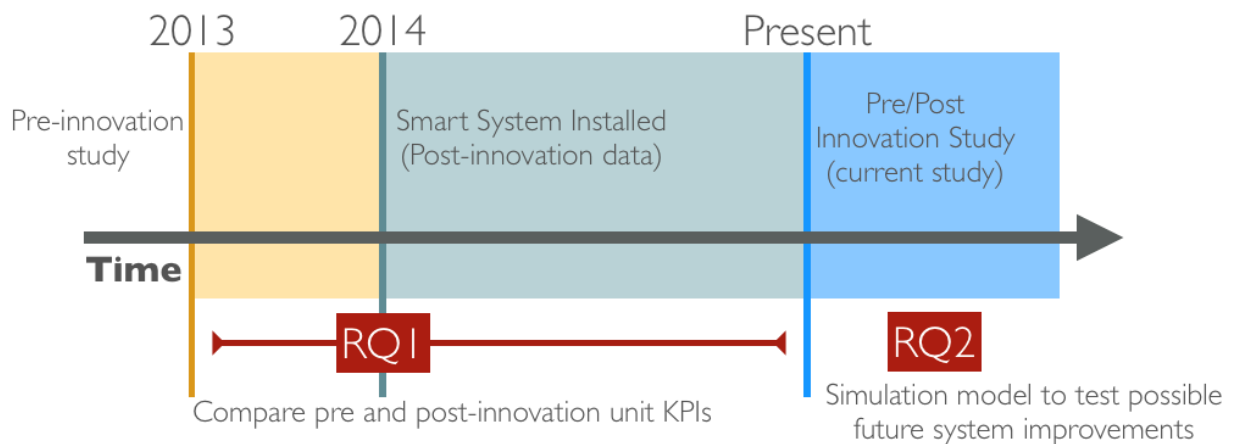 2013
2014
Present
Pre-innovation
study
Smart System Installed
(Post-innovation data)
Pre/Post
Innovation Study
(current study)
Time
RQ1
RQ2
Compare pre and post-innovation unit KPIs
Simulation model to test possible
future system improvements